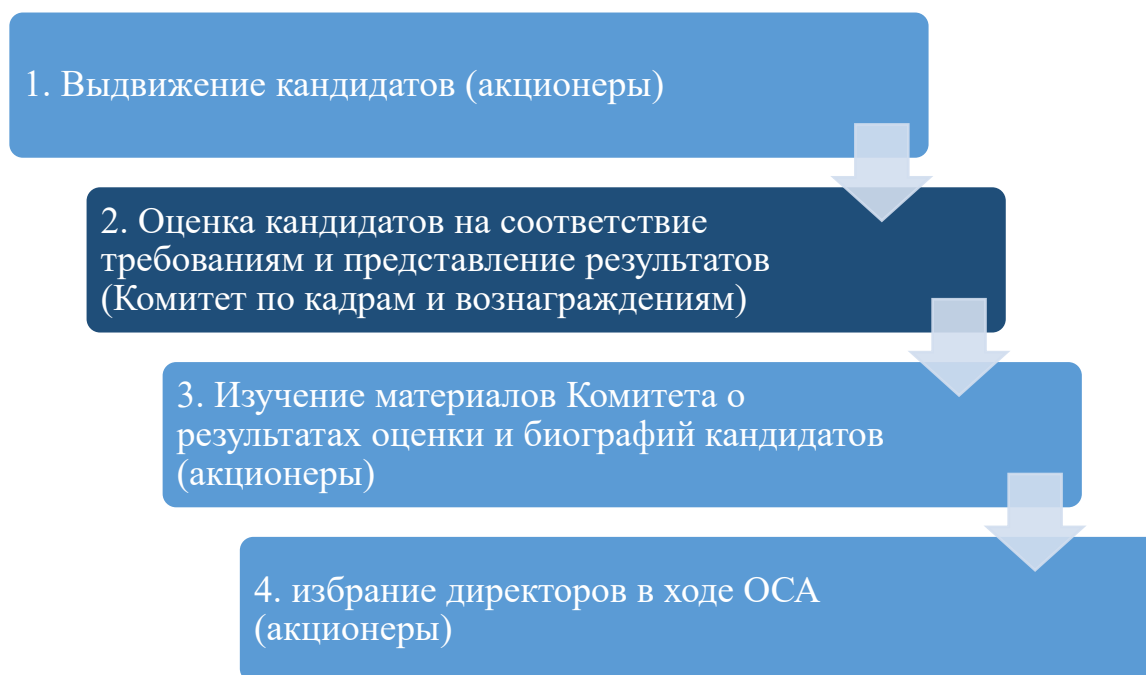 1. Выдвижение кандидатов (акционеры)
2. Оценка кандидатов на соответствие
требованиям и представление результатов
(Комитет по кадрам и вознаграждениям)
3. Изучение материалов Комитета о
результатах оценки и биографий кандидатов
(акционеры)
4. избрание директоров в ходе ОСА
(акционеры)